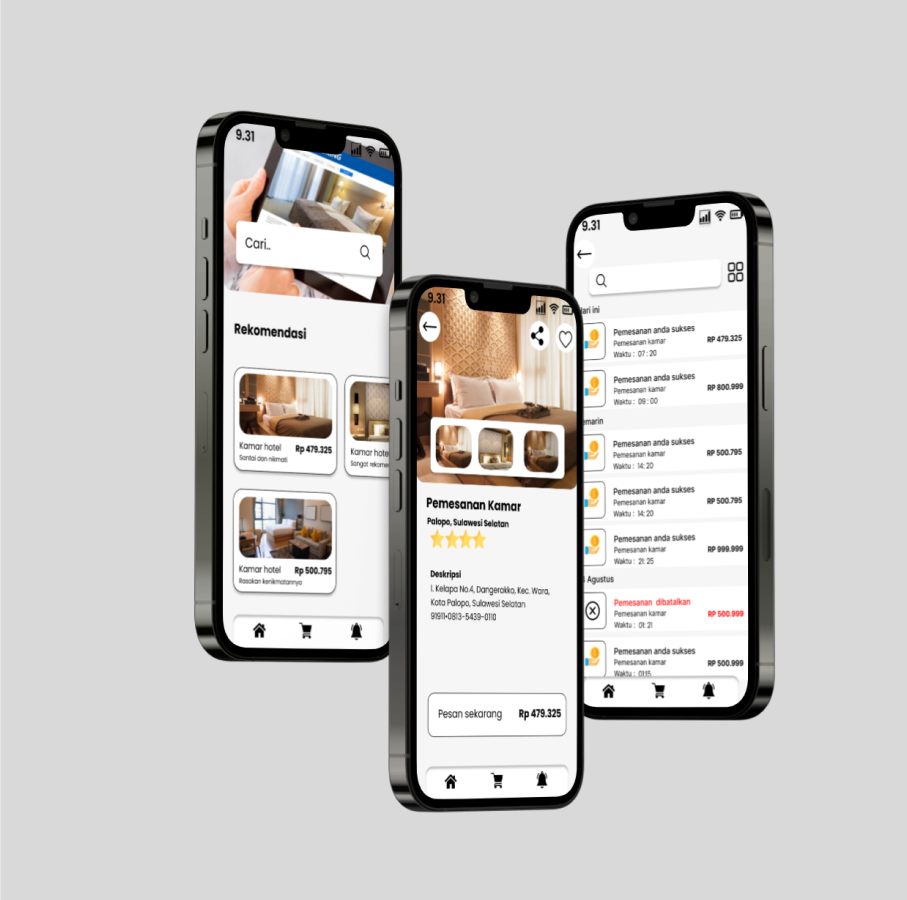 9.31
Cari..
Rekomendasi
Kamar hotel Rp 479.325
Santai dan nikmati
Kamar hotel
Sangat rekome
Kamar hotel Rp 500.795
Rasakan kenikmatannya
9.31
Pemesanan Kamar
Palopo, Sulawesi Selatan
Deskripsi
l. Kelapa No.4, Dangerakko, Kec. Wara,
Kota Palopo, Sulawesi Selatan
91911•0813-5439-0110
Pesan sekarang Rp 479.325
9.31
Hari ini
Pemesanan anda sukses
Pemesanan kamar RP 479.325
Waktu : 07 : 20
Pemesanan anda sukses
Pemesanan kamar RP 800.999
Waktu : 09 : 00
emarin
Pemesanan anda sukses
Pemesanan kamar RP 500.795
Waktu : 14: 20
Pemesanan anda sukses
Pemesanan kamar RP 500.795
Waktu : 14: 20
Pemesanan anda sukses
Pemesanan kamar RP 999.999
Waktu : 21: 25
Agustus
Pemesanan dibatalkan
Pemesanan kamar RP 500.999
Waktu : 01: 21
Pemesanan anda sukses
Pemesanan kamar RP 500.999
Waktu : 01:15